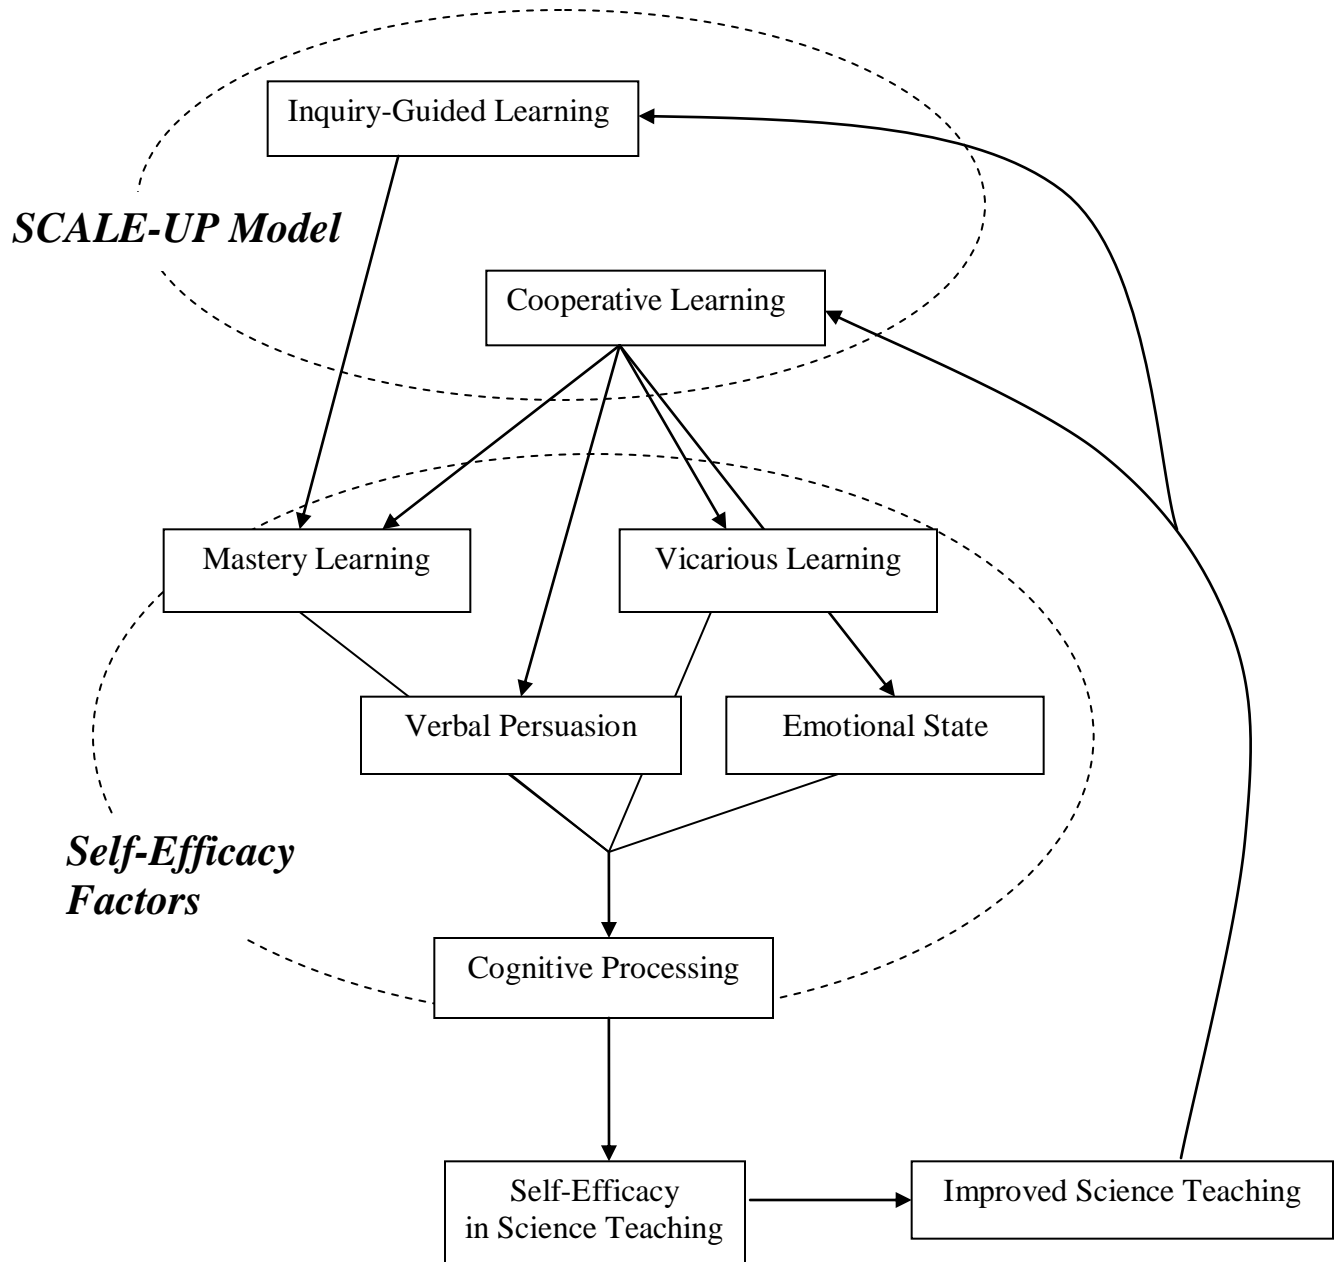 Inquiry-Guided Learning
SCALE-UP Model
Cooperative Learning
Mastery Learning
Vicarious Learning
Verbal Persuasion
Emotional State
Self-Efficacy
Factors
Cognitive Processing
Self-Efficacy
in Science Teaching
Improved Science Teaching